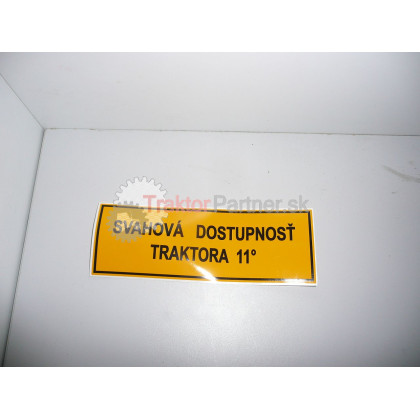 TraktorPartner.sk
SVAHOVÁ DOSTUPNOSŤ
TRAKTORA 11°